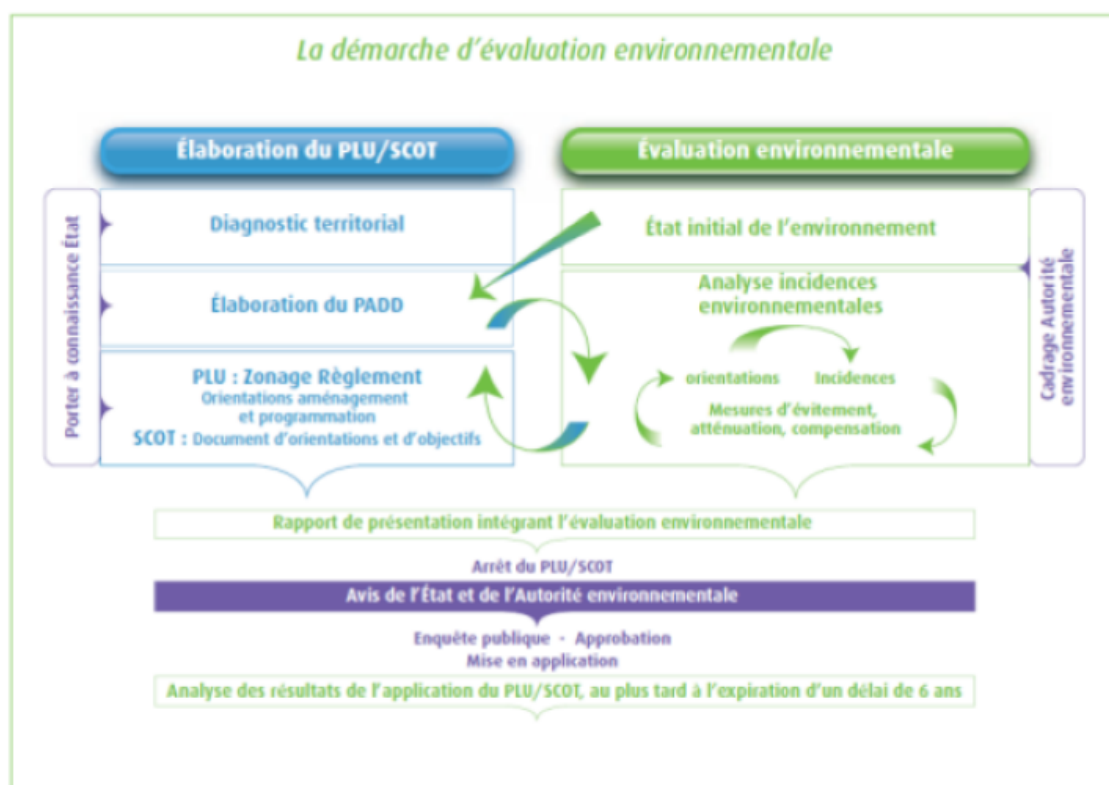 La démarche d'évaluation environnementale
Élaboration du PLU/SCOT
Évaluation environnementale
Porter à connaissance État
Diagnostic territorial
Élaboration du PADD
PLU : Zonage Règlement
Orientations aménagement
et programmation
SCOT : Document d'orientations et d'objectifs
État initial de l'environnement
Analyse incidences
environnementales
orientations
Incidences
Mesures d'évitement,
atténuation, compensation
Cadrage Autorité
environnementale
Rapport de présentation intégrant l'évaluation environnementale
Arrêt du PLU/SCOT
Avis de l'État et de l'Autorité environnementale
Enquête publique - Approbation
Mise en application
Analyse des résultats de l'application du PLU/SCOT, au plus tard à l'expiration d'un délai de 6 ans